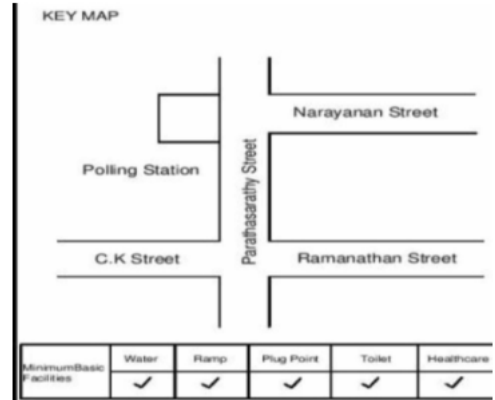 KEY MAP
Narayanan Street
Polling Station
Parathasarathy Street
C.K Street
Ramanathan Street
MinimumBasic Facilities
Water
Ramp
Plug Point
Toilet
Healthcare
✓ ✓ ✓ ✓ ✓